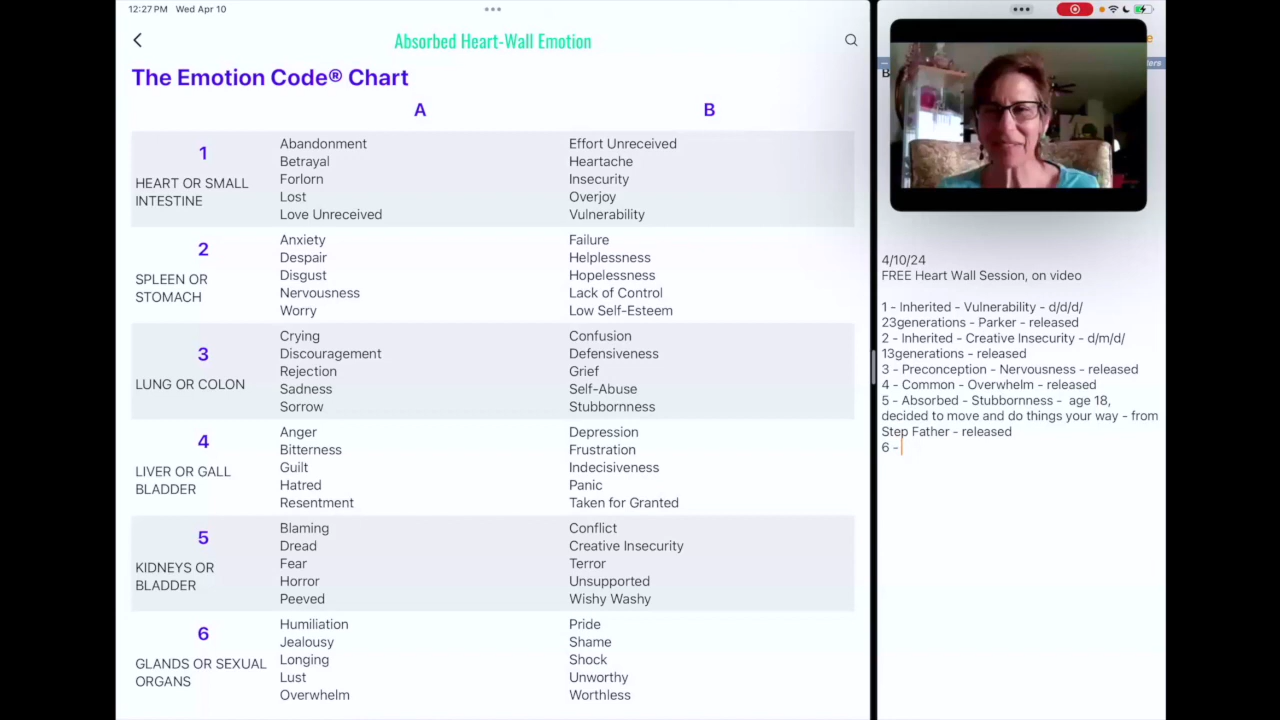 12:27 PM Wed Apr 10
Absorbed Heart-Wall Emotion
The Emotion Code® Chart
A B
1
HEART OR SMALL
INTESTINE
Abandonment
Betrayal
Forlorn
Lost
Love Unreceived
Effort Unreceived
Heartache
Insecurity
Overjoy
Vulnerability
2
SPLEEN OR
STOMACH
Anxiety
Despair
Disgust
Nervousness
Worry
Failure
Helplessness
Hopelessness
Lack of Control
Low Self-Esteem
3
LUNG OR COLON
Crying
Discouragement
Rejection
Sadness
Sorrow
Confusion
Defensiveness
Grief
Self-Abuse
Stubbornness
4
LIVER OR GALL
BLADDER
Anger
Bitterness
Guilt
Hatred
Resentment
Depression
Frustration
Indecisiveness
Panic
Taken for Granted
5
KIDNEYS OR
BLADDER
Blaming
Dread
Fear
Horror
Peeved
Conflict
Creative Insecurity
Terror
Unsupported
Wishy Washy
6
GLANDS OR SEXUAL
ORGANS
Humiliation
Jealousy
Longing
Lust
Overwhelm
Pride
Shame
Shock
Unworthy
Worthless
4/10/24
FREE Heart Wall Session, on video
1 - Inherited - Vulnerability - d/d/d/
23generations - Parker - released
2 - Inherited - Creative Insecurity - d/m/d/
13generations - released
3 - Preconception - Nervousness - released
4 - Common - Overwhelm - released
5 - Absorbed - Stubbornness - age 18,
decided to move and do things your way - from
Step Father - released
6 -